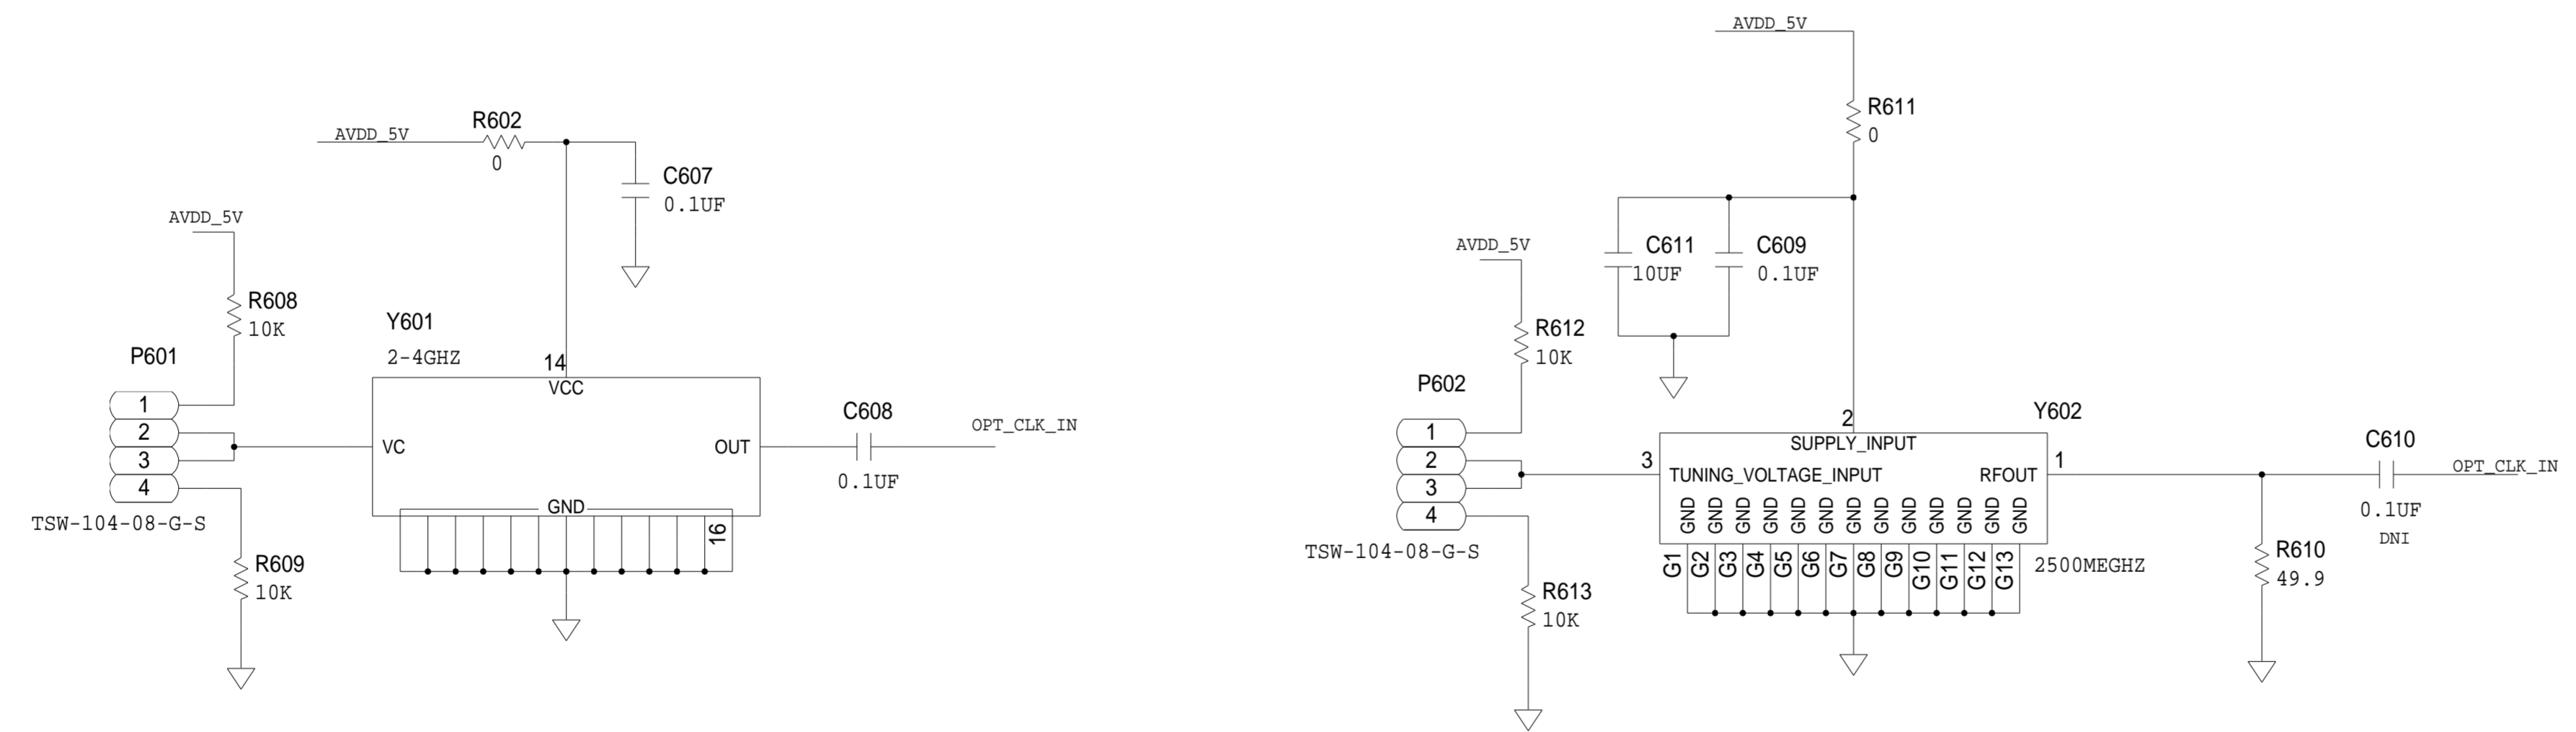 AVDD_5V
R602
0
C607
0.1UF
AVDD_5V
R608
10K
Y601
2-4GHZ
P601
1
2
3
4
TSW-104-08-G-S
R609
10K
14
VCC
VC
OUT
GND
16
C608
0.1UF
OPT_CLK_IN
AVDD_5V
R611
0
C611
10UF
C609
0.1UF
AVDD_5V
R612
10K
P602
1
2
3
4
TSW-104-08-G-S
R613
10K
2
Y602
SUPPLY_INPUT
3
TUNING_VOLTAGE_INPUT
RFOUT
1
GND GND GND GND GND GND GND GND GND GND GND GND GND
G1 G2 G3 G4 G5 G6 G7 G8 G9 G10 G11 G12 G13
2500MEGHZ
C610
0.1UF
DNI
OPT_CLK_IN
R610
49.9